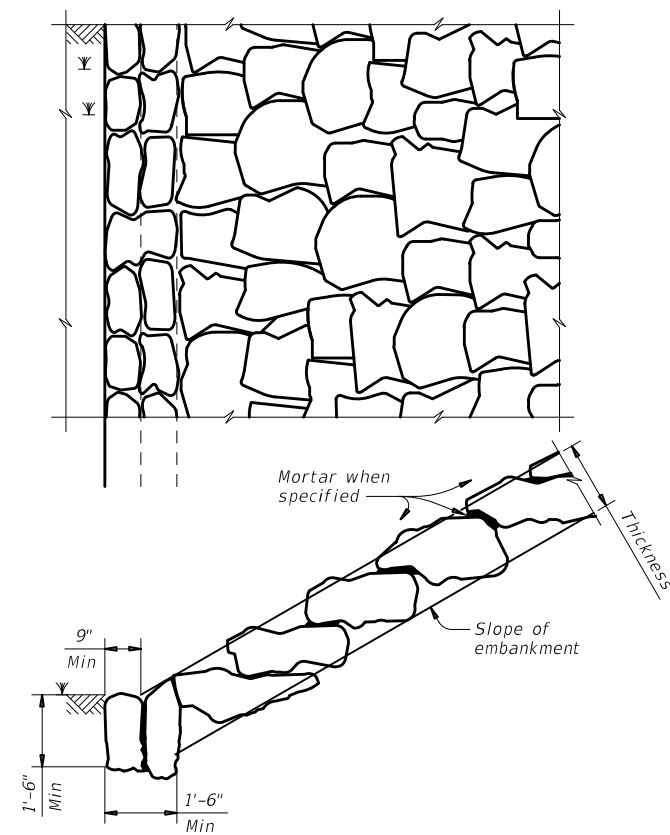 Mortar when
specified
Thickness
Slope of
embankment
9"
Min
1'-6"
Min
1'-6"
Min